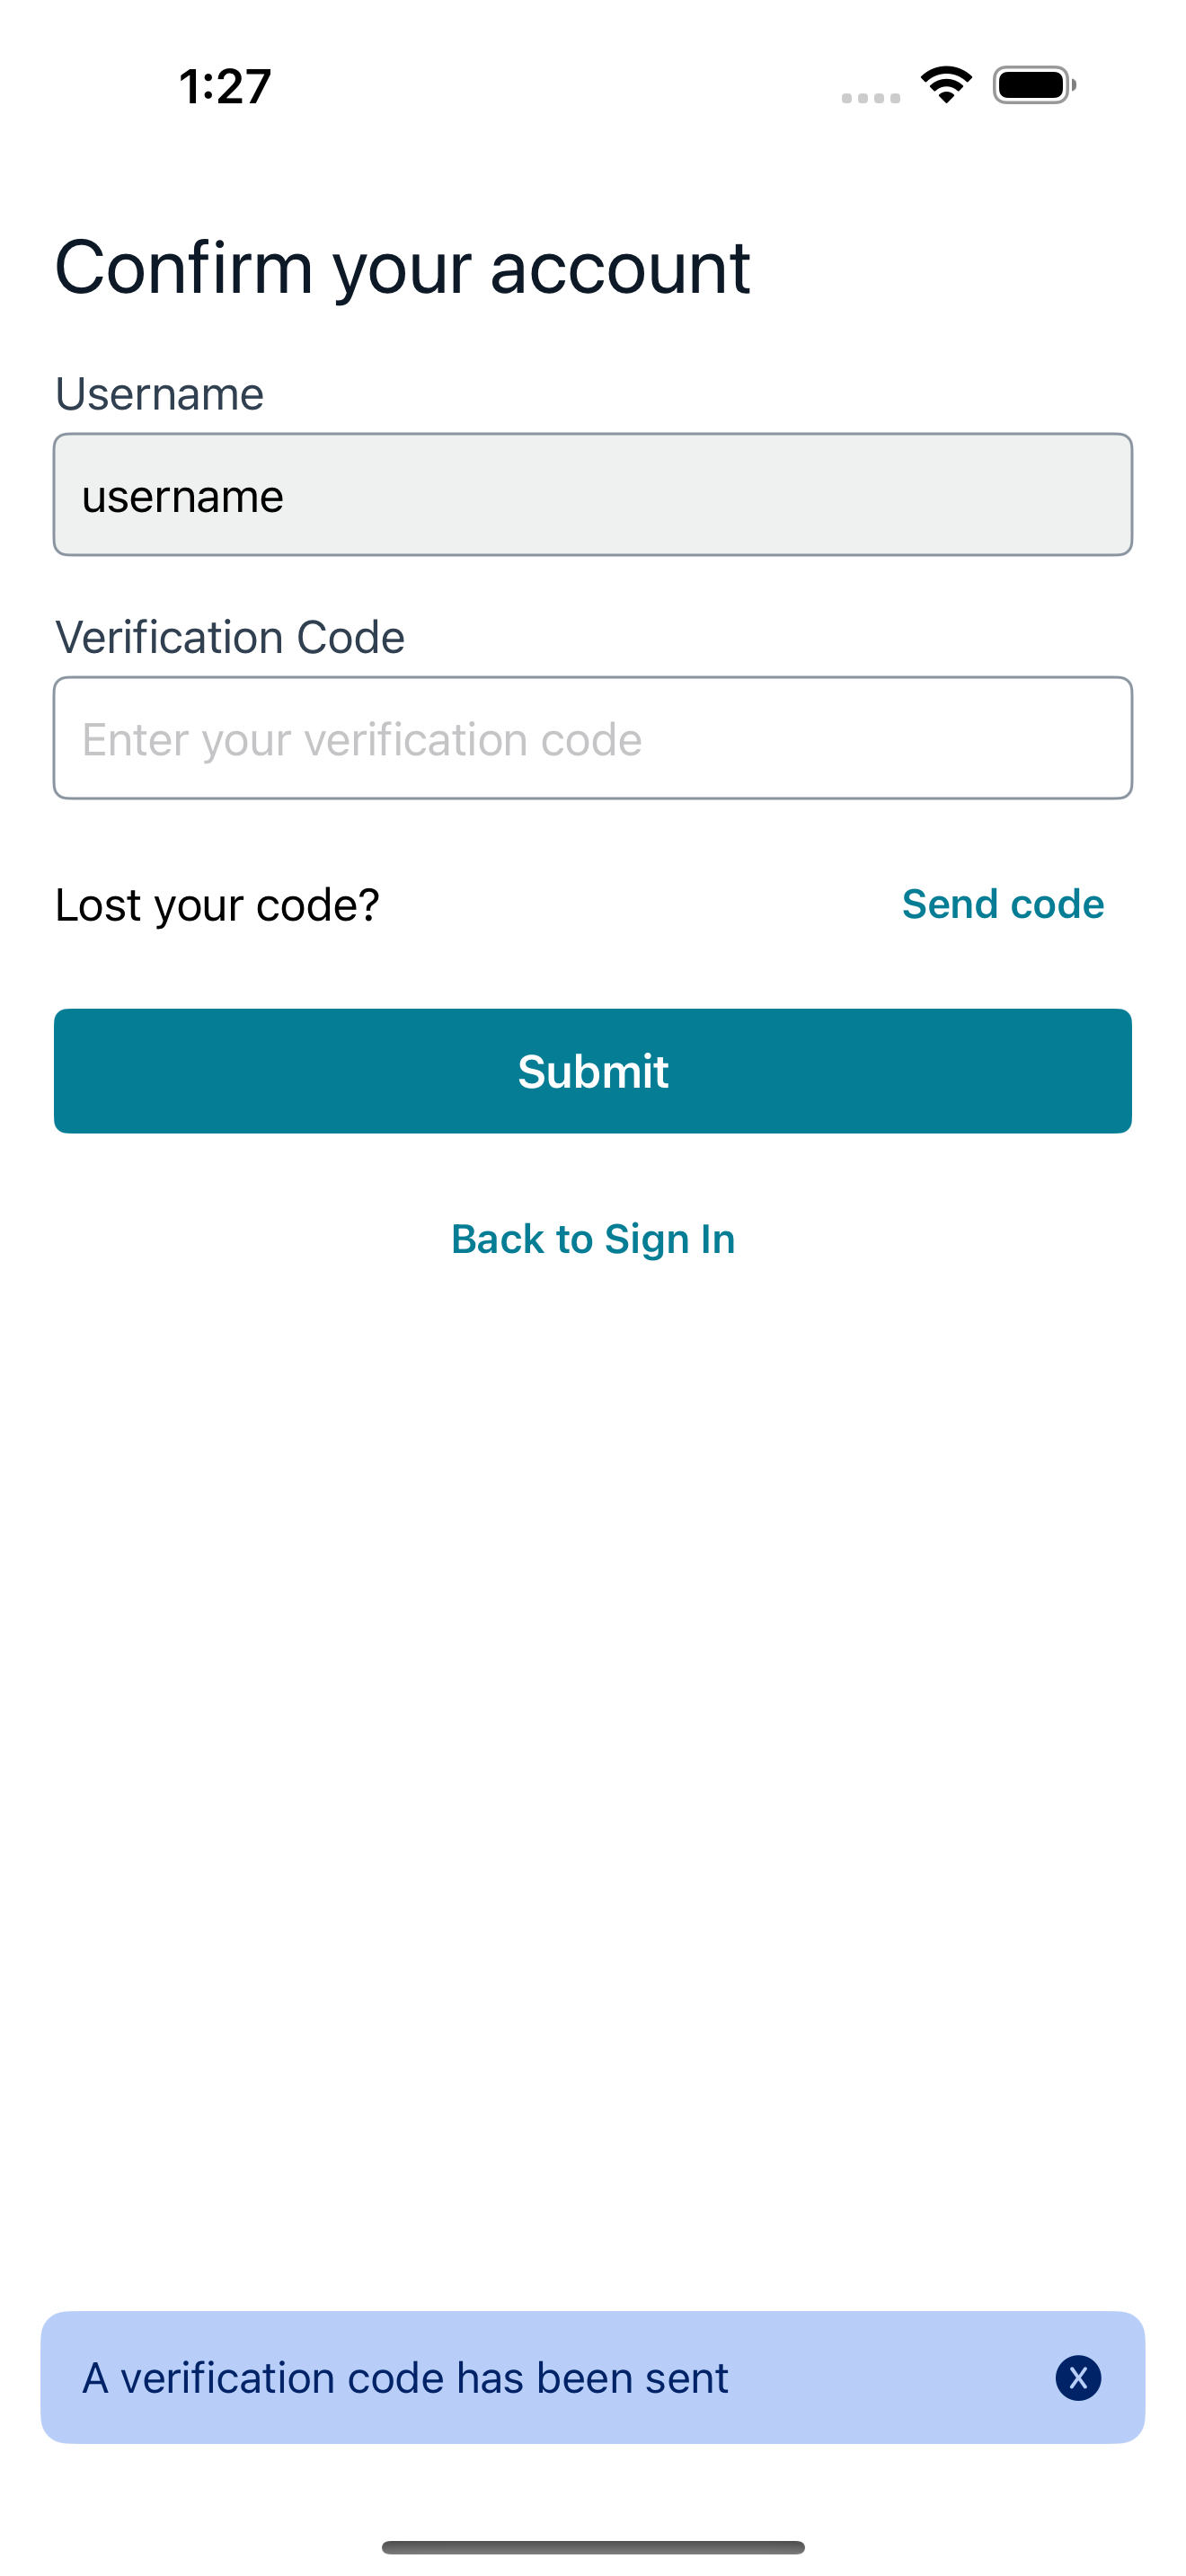 1:27
Confirm your account
Username
username
Verification Code
Enter your verification code
Lost your code?
Send code
Submit
Back to Sign In
A verification code has been sent